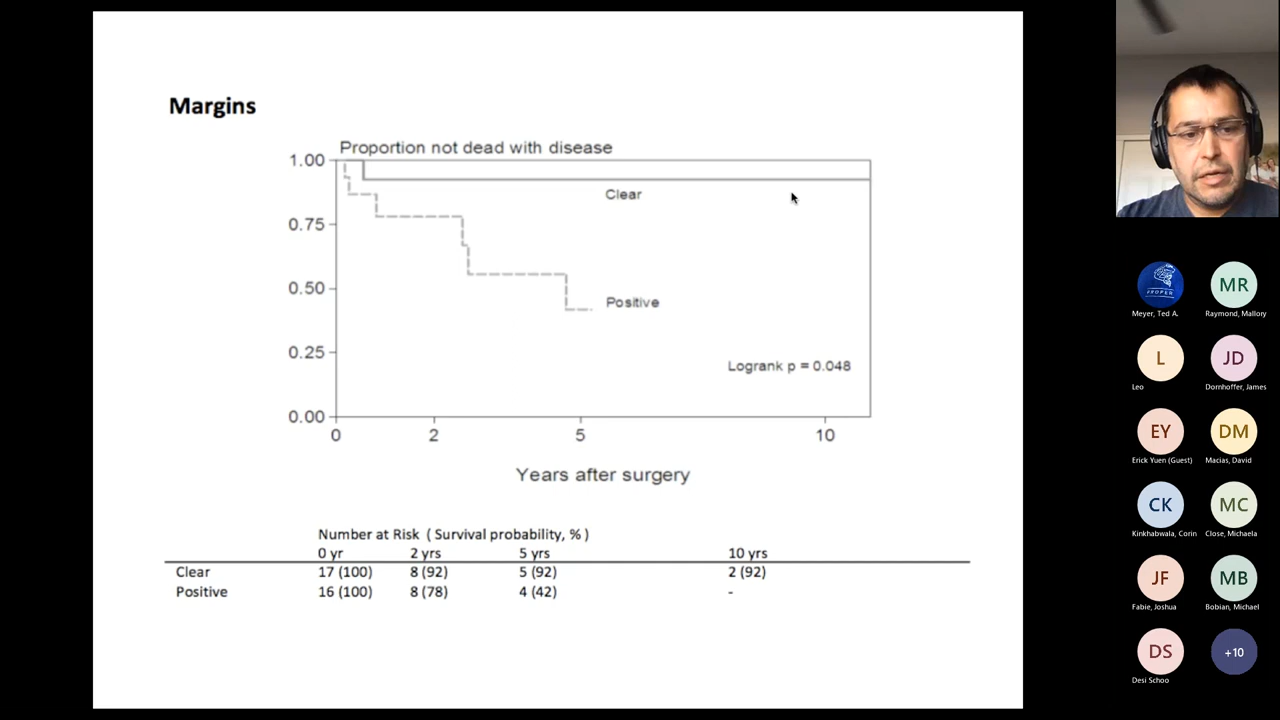 Margins
Proportion not dead with disease
1.00
0.75
0.50
0.25
0.00
Clear
Positive
Logrank p = 0.048
0 2 5 10
Years after surgery
Number at Risk ( Survival probability, % )
0 yr 2 yrs 5 yrs 10 yrs
Clear 17 (100) 8 (92) 5 (92) 2 (92)
Positive 16 (100) 8 (78) 4 (42) -
PROPEN
Meyer, Ted A.
MR
Raymond, Mallory
L
Leo
JD
Dornhoffer, James
EY
Erick Yuen (Guest)
DM
Macias, David
CK
Kinkhabwala, Corin
MC
Close, Michaela
JF
Fabie, Joshua
MB
Bobian, Michael
DS
Desi Schoo
+10